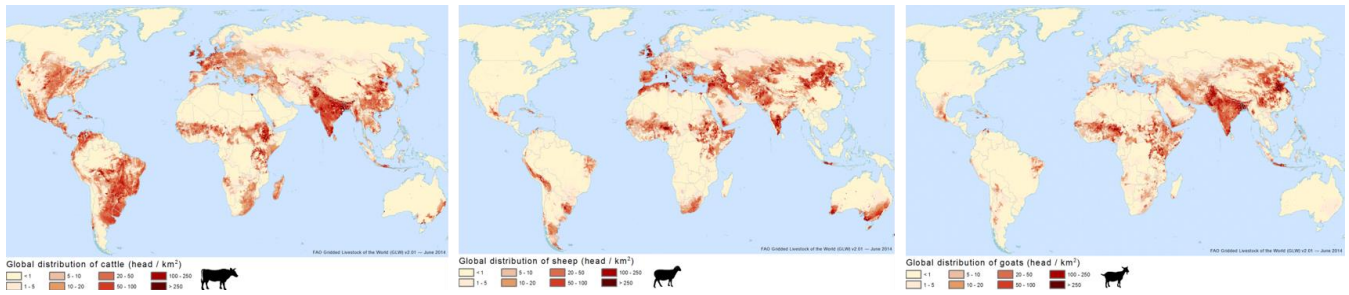 FAO Gridded Livestock of the World (GLW) v2.01 — June 2014
Global distribution of cattle (head / km²)
< 1 5 - 10 20 - 50 100 - 250
1 - 5 10 - 20 50 - 100 > 250
FAO Gridded Livestock of the World (GLW) v2.01 — June 2014
Global distribution of sheep (head / km²)
< 1 5 - 10 20 - 50 100 - 250
1 - 5 10 - 20 50 - 100 > 250
FAO Gridded Livestock of the World (GLW) v2.01 — June 2014
Global distribution of goats (head / km²)
< 1 5 - 10 20 - 50 100 - 250
1 - 5 10 - 20 50 - 100 > 250